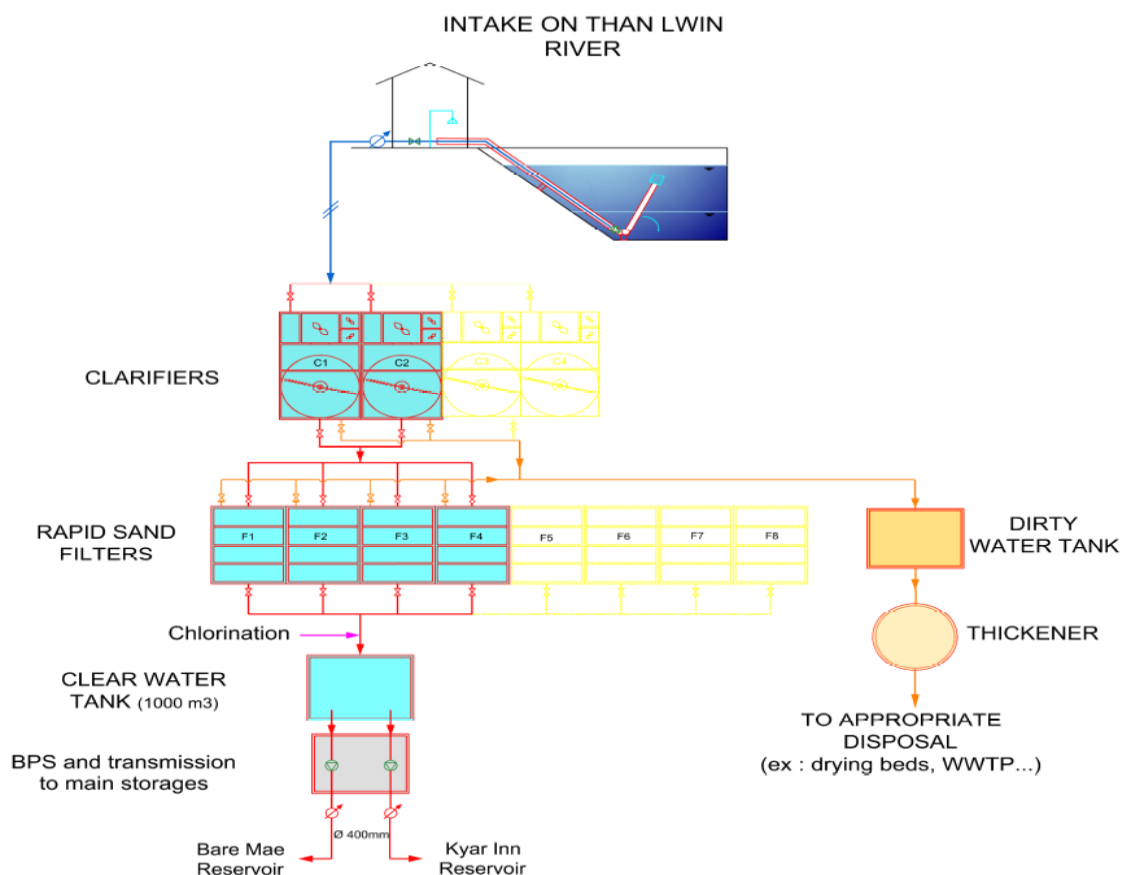 INTAKE ON THAN LWIN
RIVER
CLARIFIERS
C1
C2
C3
C4
RAPID SAND
FILTERS
F1
F2
F3
F4
F5
F6
F7
F8
DIRTY
WATER TANK
Chlorination
THICKENER
CLEAR WATER
TANK (1000 m3)
TO APPROPRIATE
DISPOSAL
(ex : drying beds, WWTP...)
BPS and transmission
to main storages
Ø 400mm
Bare Mae
Reservoir
Kyar Inn
Reservoir